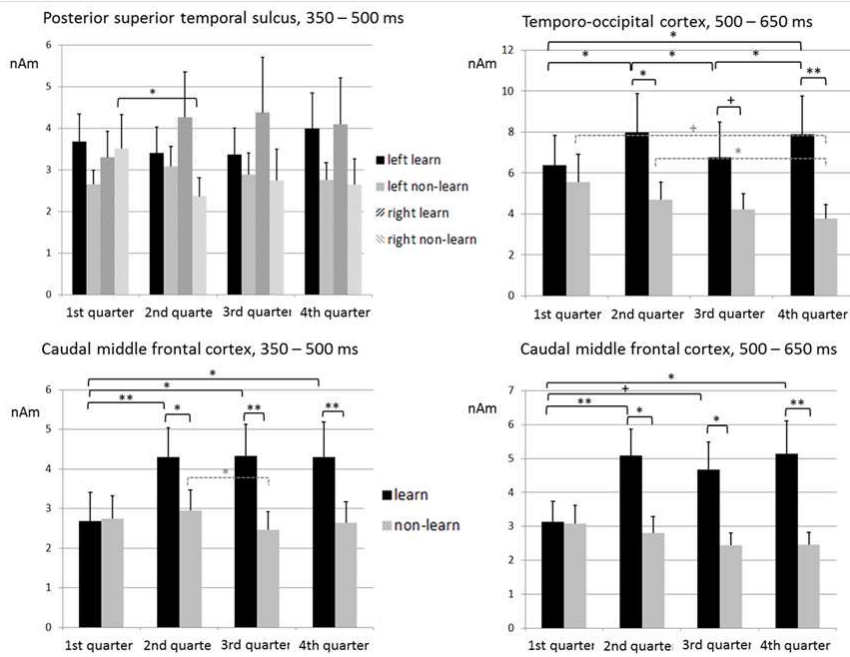 Posterior superior temporal sulcus, 350 – 500 ms
nAm
6
5
4
3
2
1
0
*
1st quarter 2nd quarte 3rd quarter 4th quarter
left learn
left non-learn
right learn
right non-learn
Temporo-occipital cortex, 500 – 650 ms
nAm
12
10
8
6
4
2
0
*
* * *
* + **
+
*
1st quarter 2nd quarter 3rd quarter 4th quarter
Caudal middle frontal cortex, 350 – 500 ms
nAm
6
5
4
3
2
1
0
*
*
**
* ** **
*
1st quarter 2nd quarte 3rd quarter 4th quarter
learn
non-learn
Caudal middle frontal cortex, 500 – 650 ms
nAm
7
6
5
4
3
2
1
0
*
+
**
* * **
1st quarter 2nd quarte 3rd quarter 4th quarter